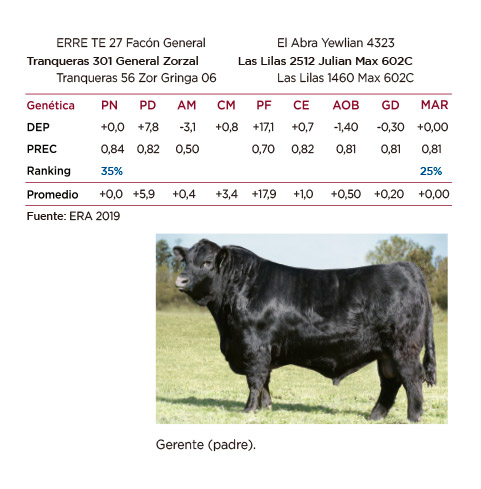 ERRE TE 27 Facón General El Abra Yewlian 4323
Tranqueras 301 General Zorzal Las Lilas 2512 Julian Max 602C
Tranqueras 56 Zor Gringa 06 Las Lilas 1460 Max 602C
Genética PN PD AM CM PF CE AOB GD MAR
DEP +0,0 +7,8 -3,1 +0,8 +17,1 +0,7 -1,40 -0,30 +0,00
PREC 0,84 0,82 0,50 0,70 0,82 0,81 0,81 0,81
Ranking 35% 25%
Promedio +0,0 +5,9 +0,4 +3,4 +17,9 +1,0 +0,50 +0,20 +0,00
Fuente: ERA 2019
Gerente (padre).